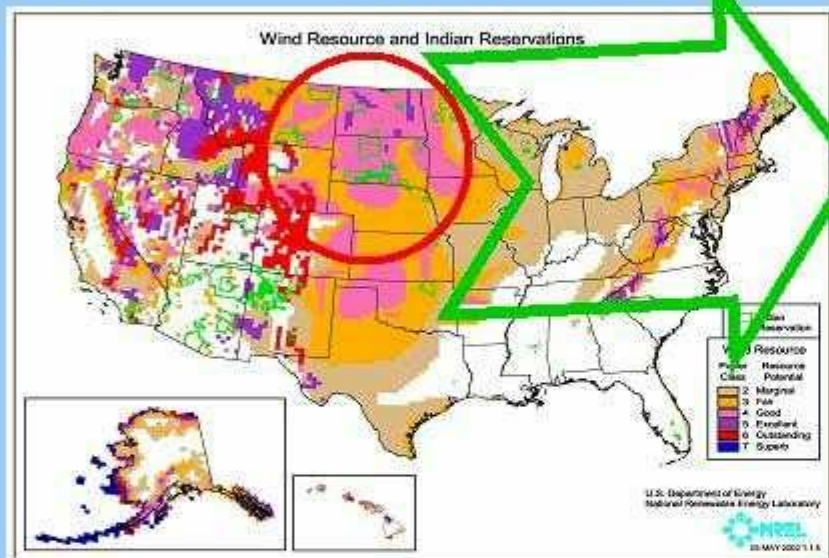 Wind Resource and Indian Reservations
Reservation
Wind Resource
Power Resource
Class Potential
2 Marginal
3 Fair
4 Good
5 Excellent
6 Outstanding
7 Superb
U.S. Department of Energy
National Renewable Energy Laboratory
NREL